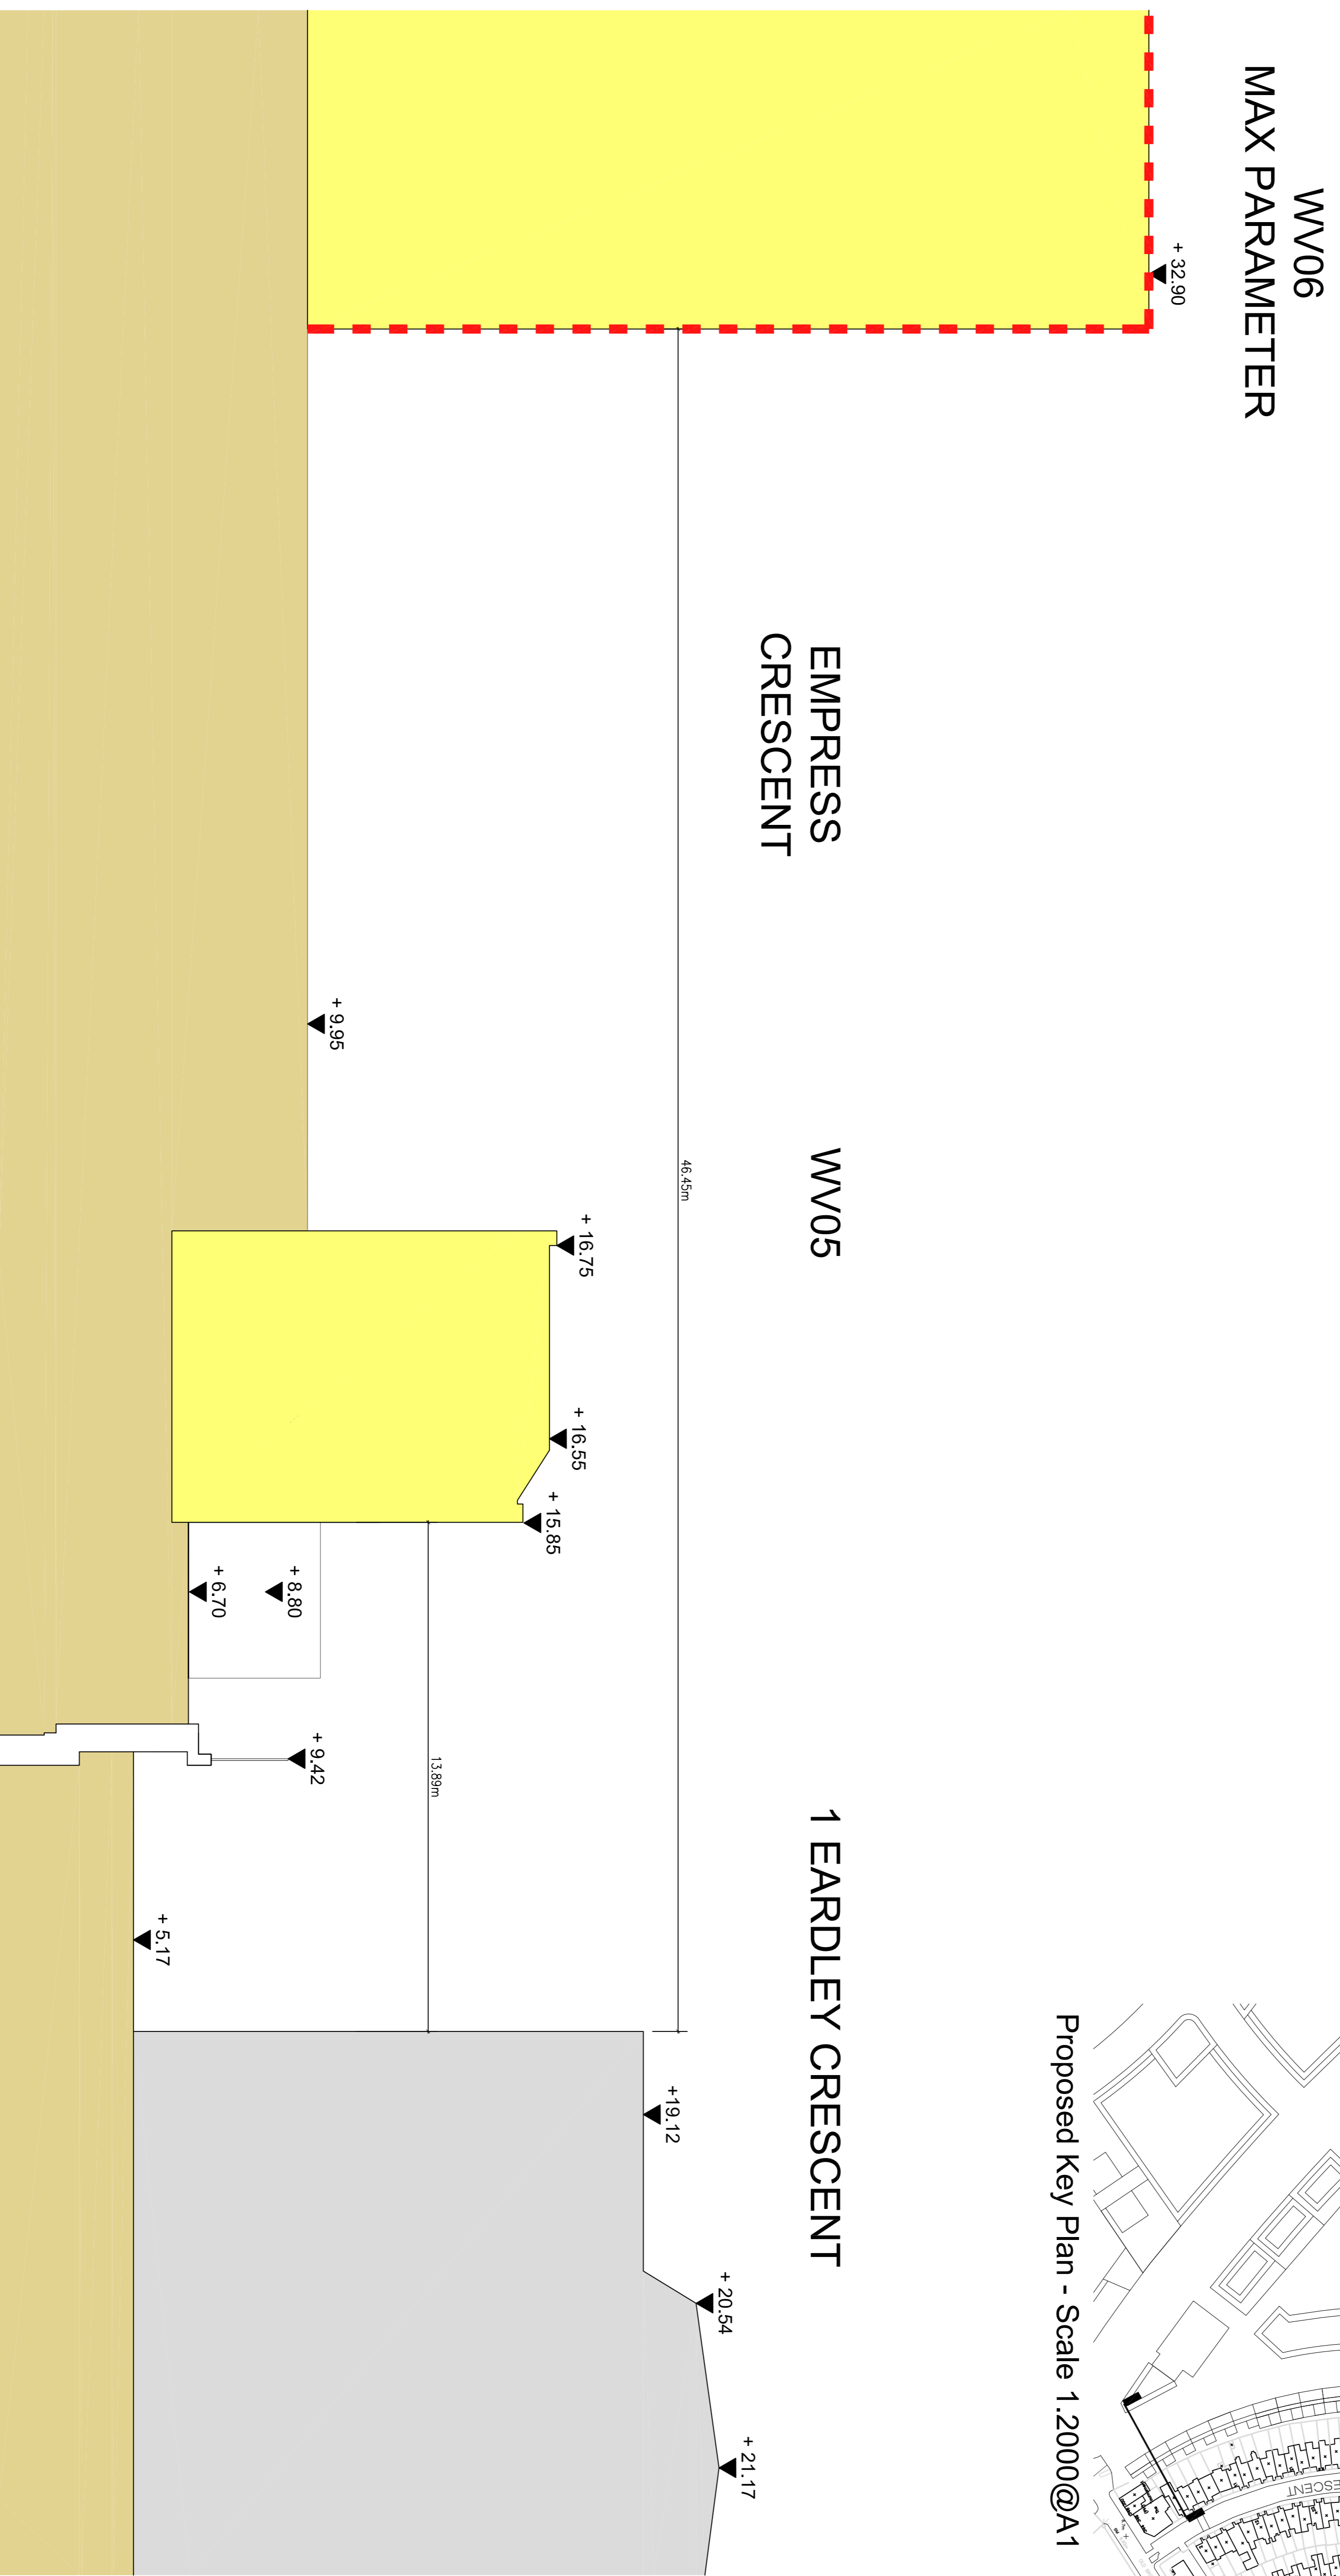 WV06
MAX PARAMETER
+ 32.90
EMPRESS
CRESCENT
WV05
1 EARDLEY CRESCENT
46.45m
+ 9.95
+ 16.75
+ 16.55
+ 15.85
+ 8.80
+ 6.70
+ 9.42
13.89m
+ 5.17
+19.12
+ 20.54
+ 21.17
Proposed Key Plan - Scale 1.2000@A1